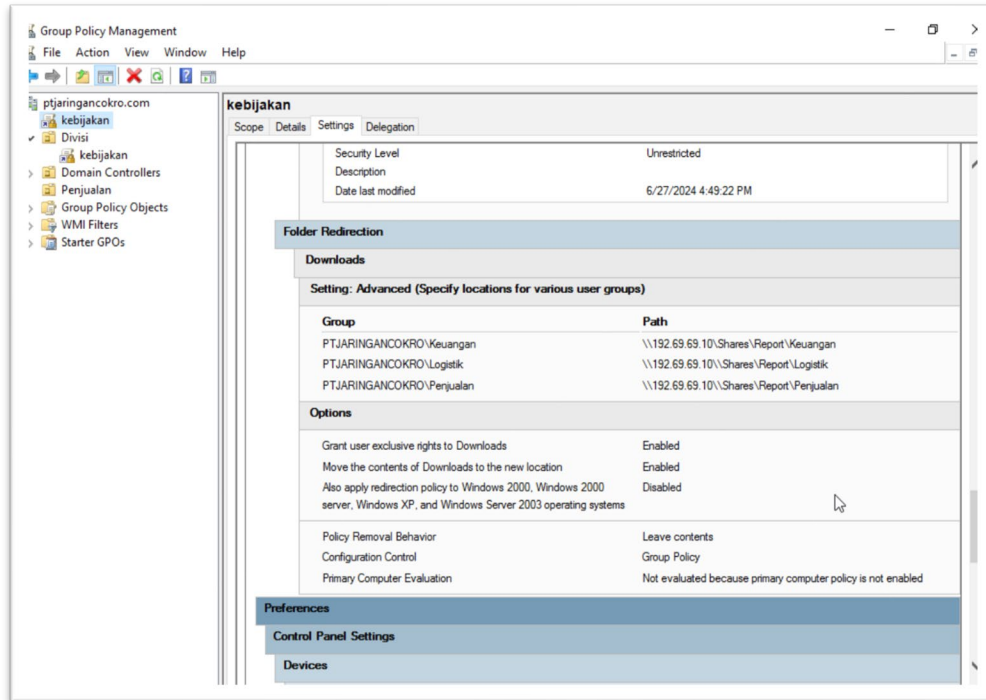 Group Policy Management
File Action View Window Help
ptjaringancokro.com
kebijakan
Divisi
kebijakan
Domain Controllers
Penjualan
Group Policy Objects
WMI Filters
Starter GPOs
kebijakan
Scope Details Settings Delegation
Security Level Unrestricted
Description
Date last modified 6/27/2024 4:49:22 PM
Folder Redirection
Downloads
Setting: Advanced (Specify locations for various user groups)
Group Path
PTJARINGANCOKRO\Keuangan \\192.69.69.10\Shares\Report\Keuangan
PTJARINGANCOKRO\Logistik \\192.69.69.10\\Shares\Report\Logistik
PTJARINGANCOKRO\Penjualan \\192.69.69.10\\Shares\Report\Penjualan
Options
Grant user exclusive rights to Downloads Enabled
Move the contents of Downloads to the new location Enabled
Also apply redirection policy to Windows 2000, Windows 2000 Disabled
server, Windows XP, and Windows Server 2003 operating systems
Policy Removal Behavior Leave contents
Configuration Control Group Policy
Primary Computer Evaluation Not evaluated because primary computer policy is not enabled
Preferences
Control Panel Settings
Devices